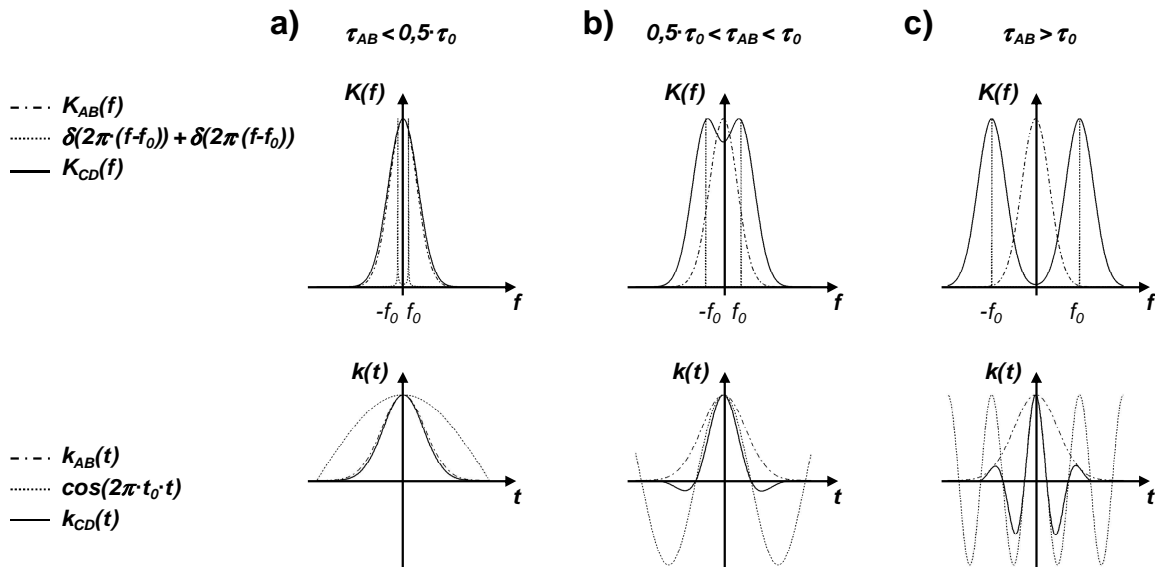 a)
τAB < 0,5·τ0
b)
0,5·τ0 < τAB < τ0
c)
τAB > τ0
KAB(f)
δ(2π·(f-f0)) + δ(2π·(f-f0))
KCD(f)
K(f)
f
-f0 f0
K(f)
f
-f0 f0
K(f)
f
-f0 f0
kAB(t)
cos(2π·t0·t)
kCD(t)
k(t)
t
k(t)
t
k(t)
t